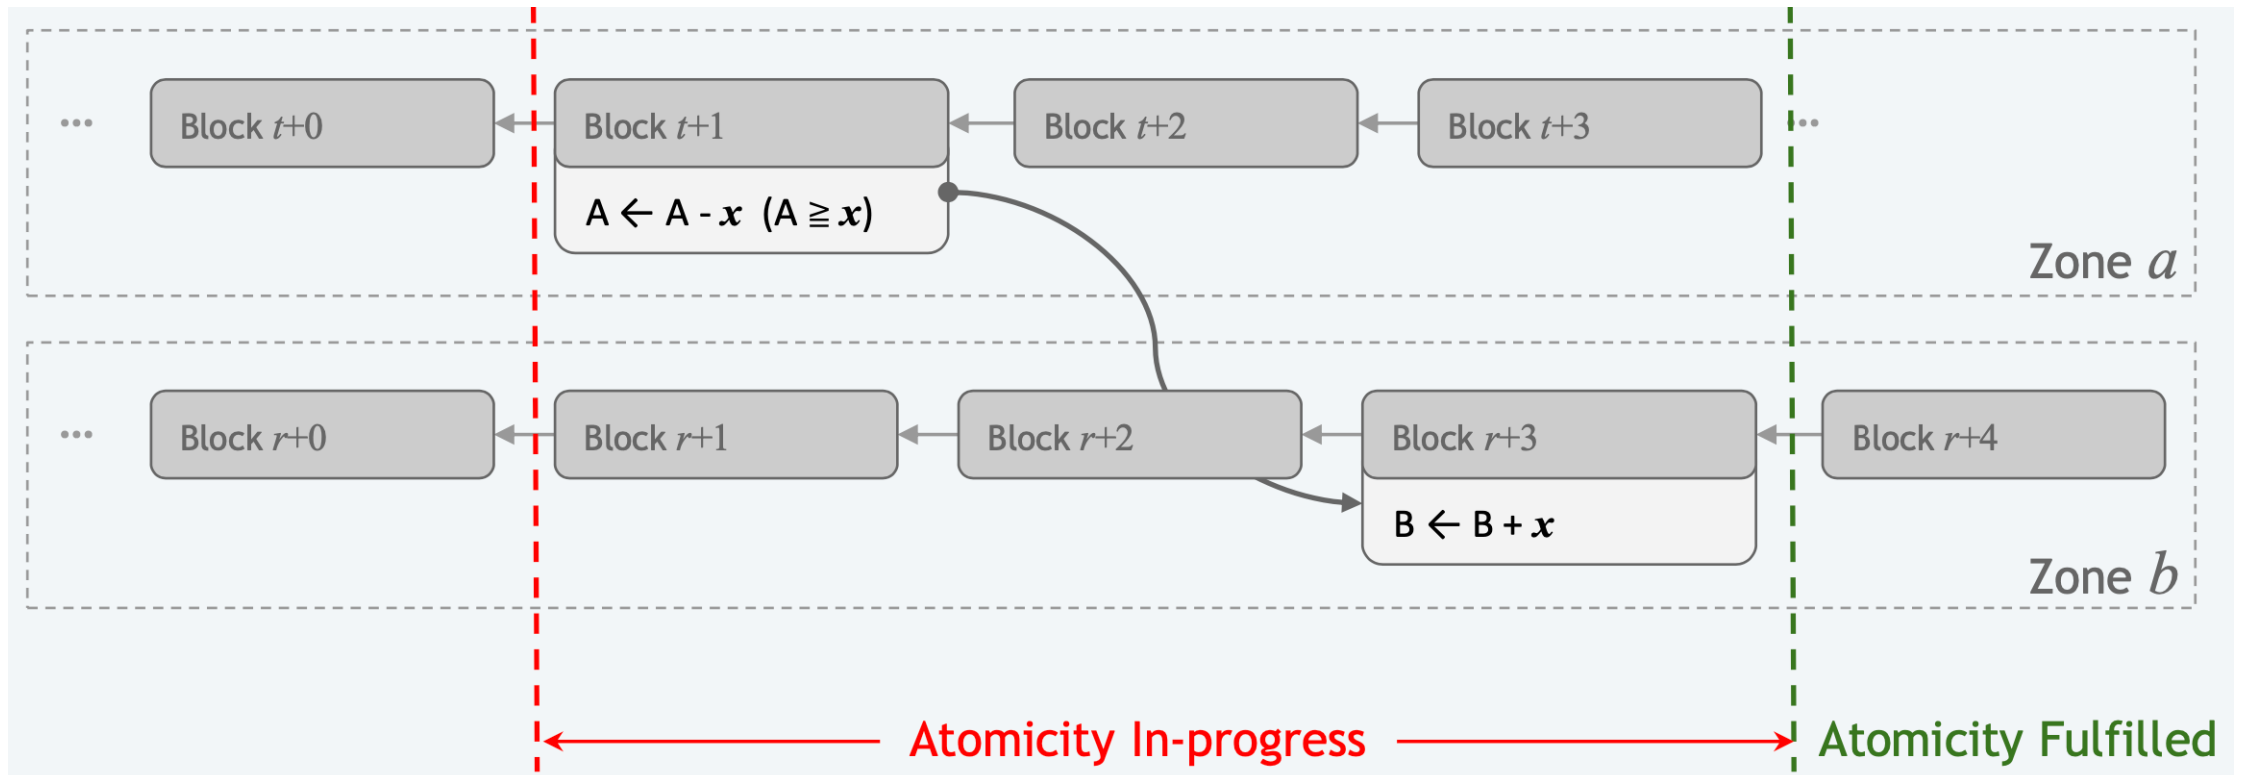 ... Block t+0 Block t+1 Block t+2 Block t+3 ...
A ← A - x (A ≧ x)
Zone a
... Block r+0 Block r+1 Block r+2 Block r+3 Block r+4
B ← B + x
Zone b
Atomicity In-progress Atomicity Fulfilled